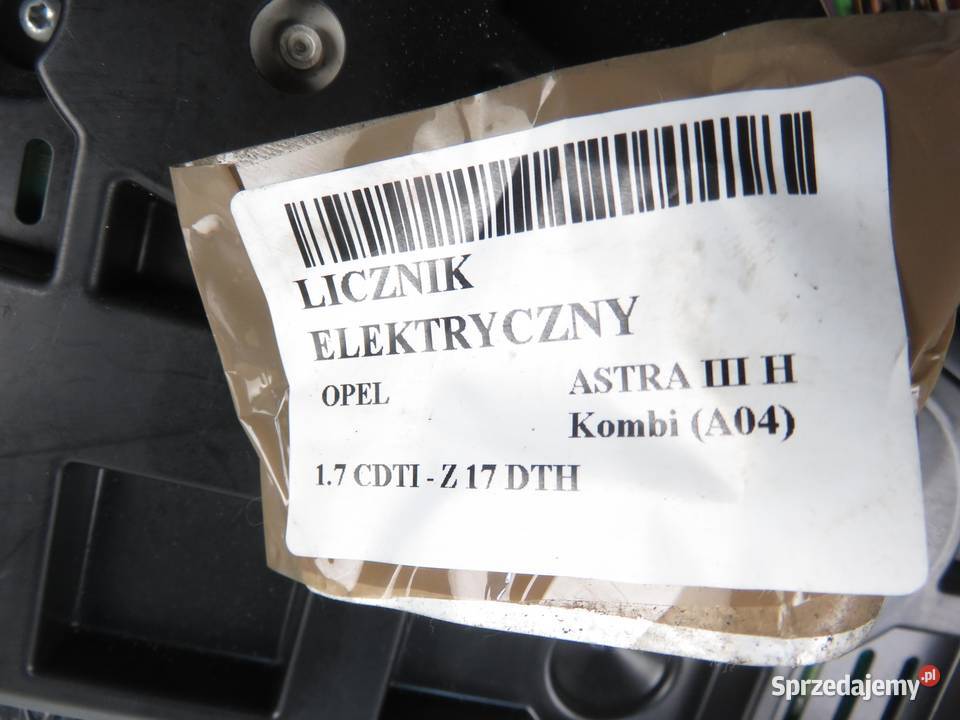 LICZNIK
ELEKTRYCZNY
OPEL ASTRA III H
Kombi (A04)
1.7 CDTI - Z 17 DTH
Sprzedajemy.pl